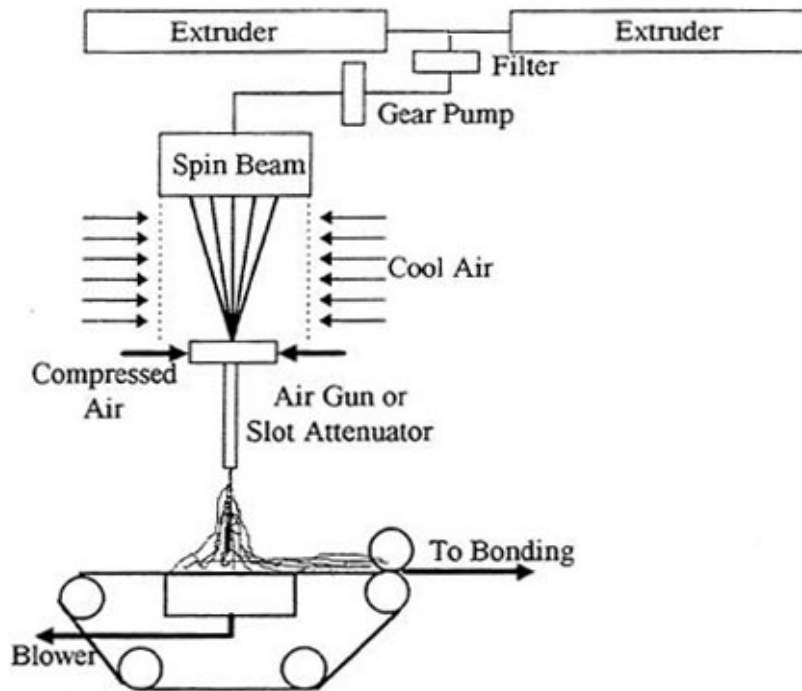 Extruder
Extruder
Filter
Gear Pump
Spin Beam
Cool Air
Compressed
Air
Air Gun or
Slot Attenuator
To Bonding
Blower